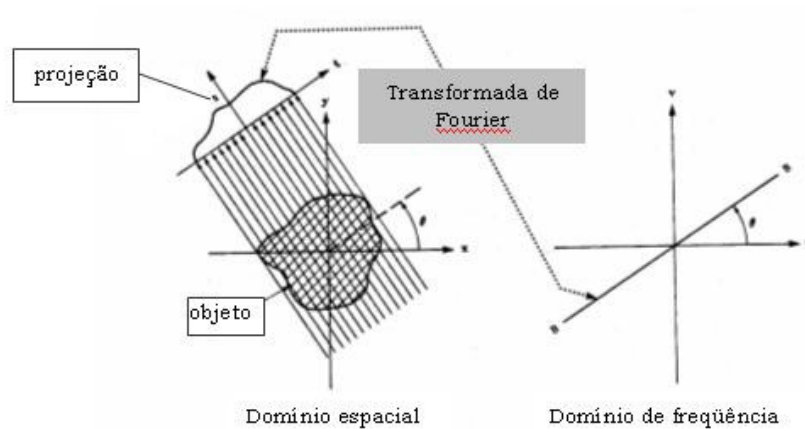 projeção
t
y
Transformada de
Fourier
v
B
θ
θ
x
objeto
B
Domínio espacial
Domínio de freqüência